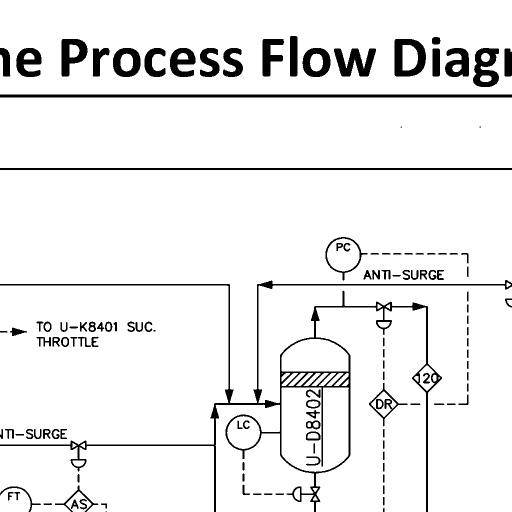 ne Process Flow Diagr
PC
ANTI-SURGE
TO U-K8401 SUC.
THROTTLE
120
DR
U-D8402
LC
NTI-SURGE
FT
AS